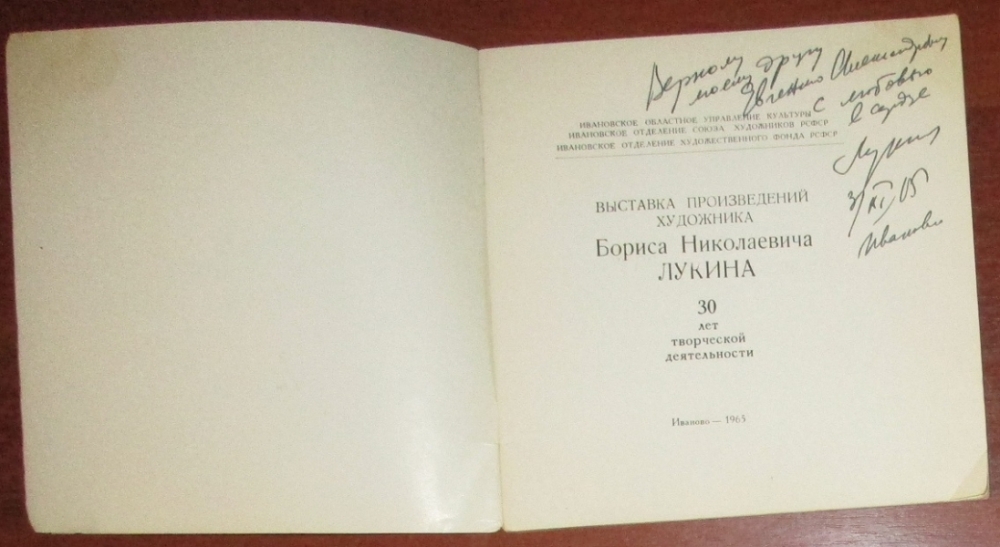 Верному
моему другу
Евгению Александровичу
с любовью
в сердце
Лукин
Иваново
ИВАНОВСКОЕ ОБЛАСТНОЕ УПРАВЛЕНИЕ КУЛЬТУРЫ
ИВАНОВСКОЕ ОТДЕЛЕНИЕ СОЮЗА ХУДОЖНИКОВ РСФСР
ИВАНОВСКОЕ ОТДЕЛЕНИЕ ХУДОЖЕСТВЕННОГО ФОНДА РСФСР
ВЫСТАВКА ПРОИЗВЕДЕНИЙ
ХУДОЖНИКА
Бориса Николаевича
ЛУКИНА
30
лет
творческой
деятельности
Иваново — 1965